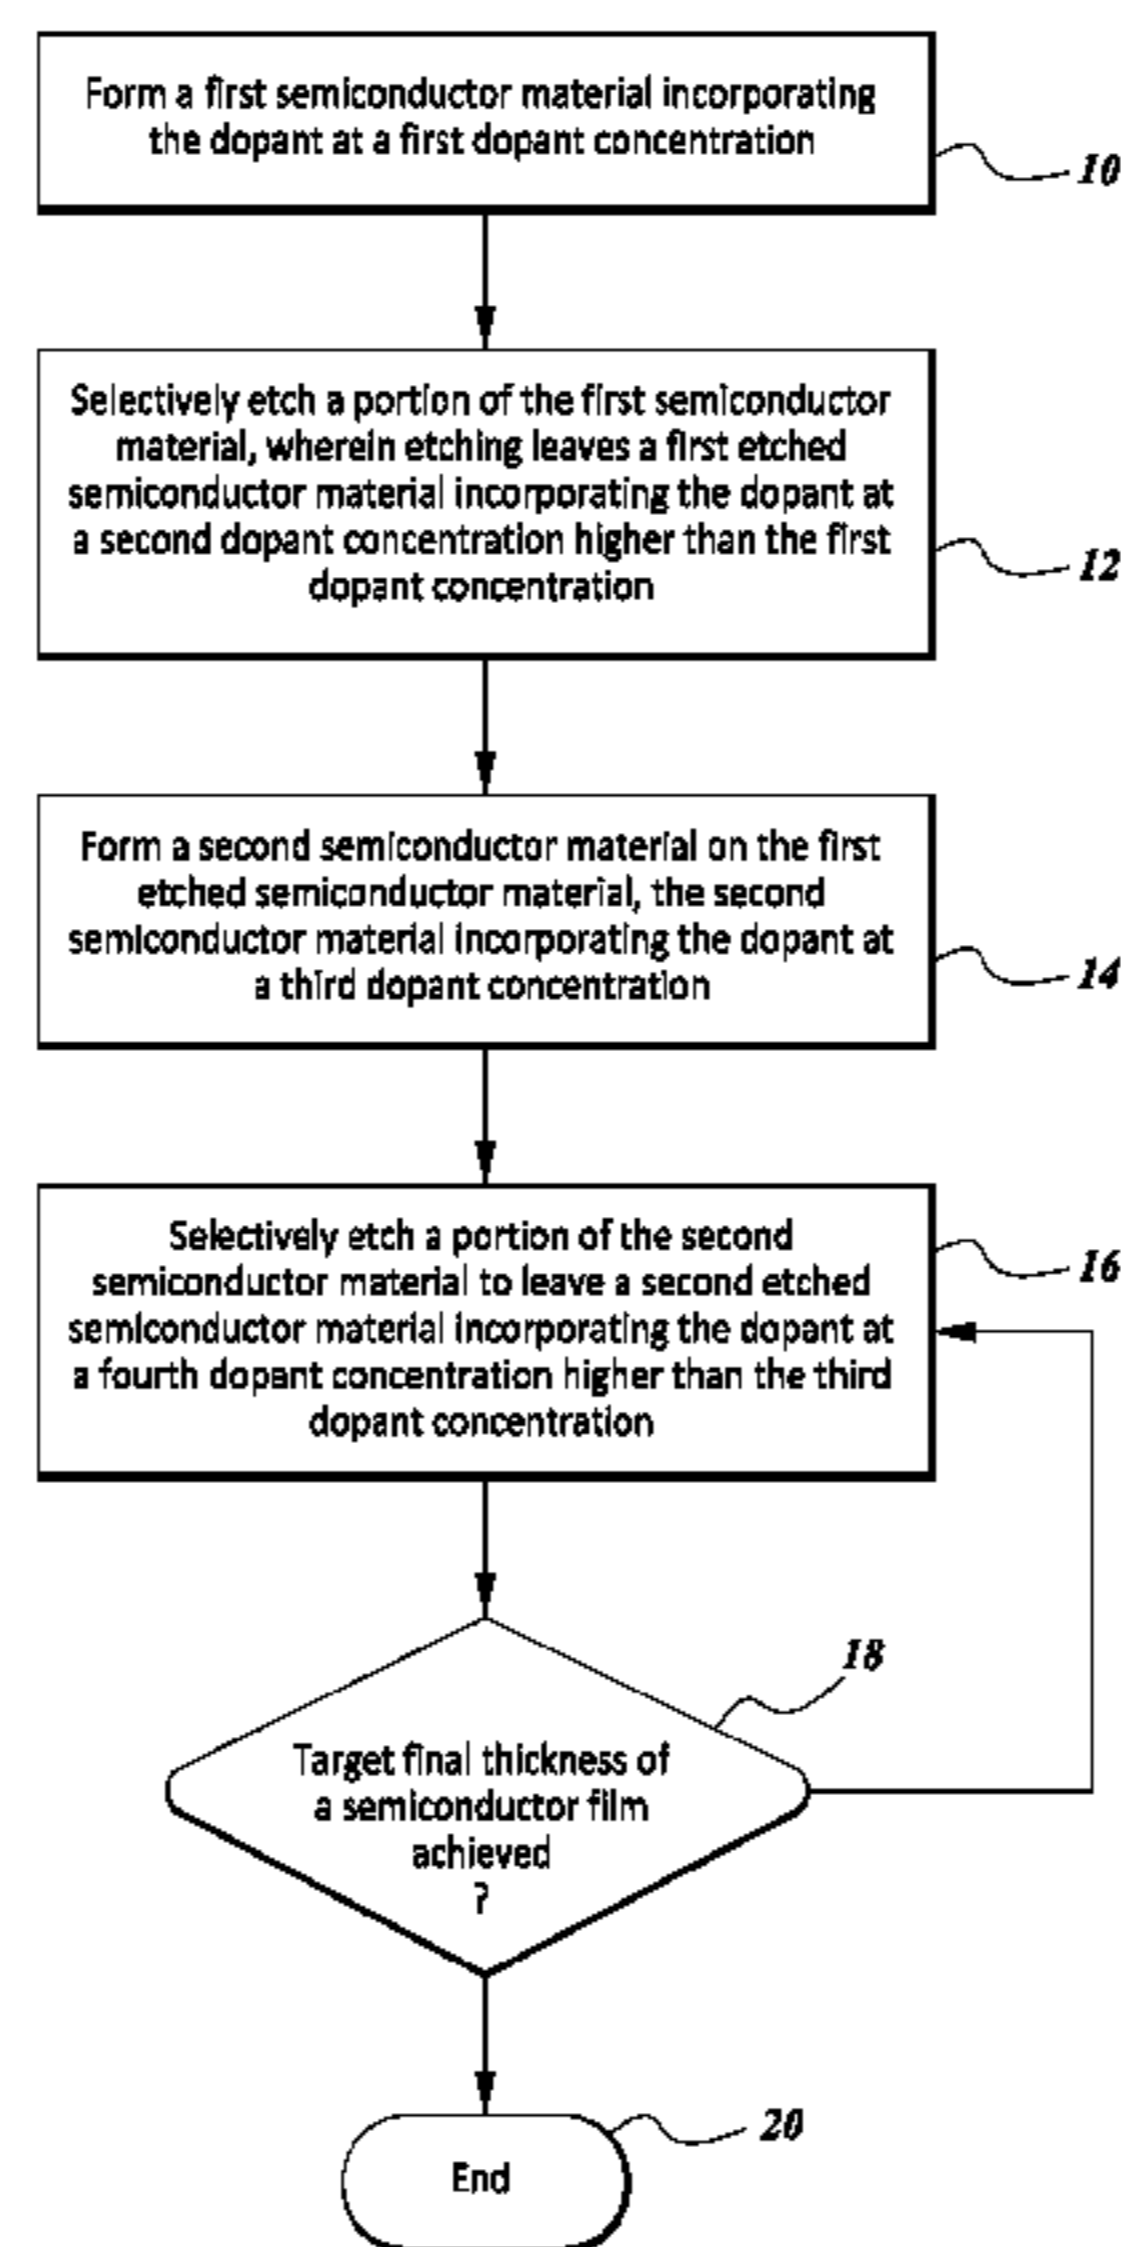 Form a first semiconductor material incorporating
the dopant at a first dopant concentration
10
Selectively etch a portion of the first semiconductor
material, wherein etching leaves a first etched
semiconductor material incorporating the dopant at
a second dopant concentration higher than the first
dopant concentration
12
Form a second semiconductor material on the first
etched semiconductor material, the second
semiconductor material incorporating the dopant at
a third dopant concentration
14
Selectively etch a portion of the second
semiconductor material to leave a second etched
semiconductor material incorporating the dopant at
a fourth dopant concentration higher than the third
dopant concentration
16
18
Target final thickness of
a semiconductor film
achieved
?
20
End